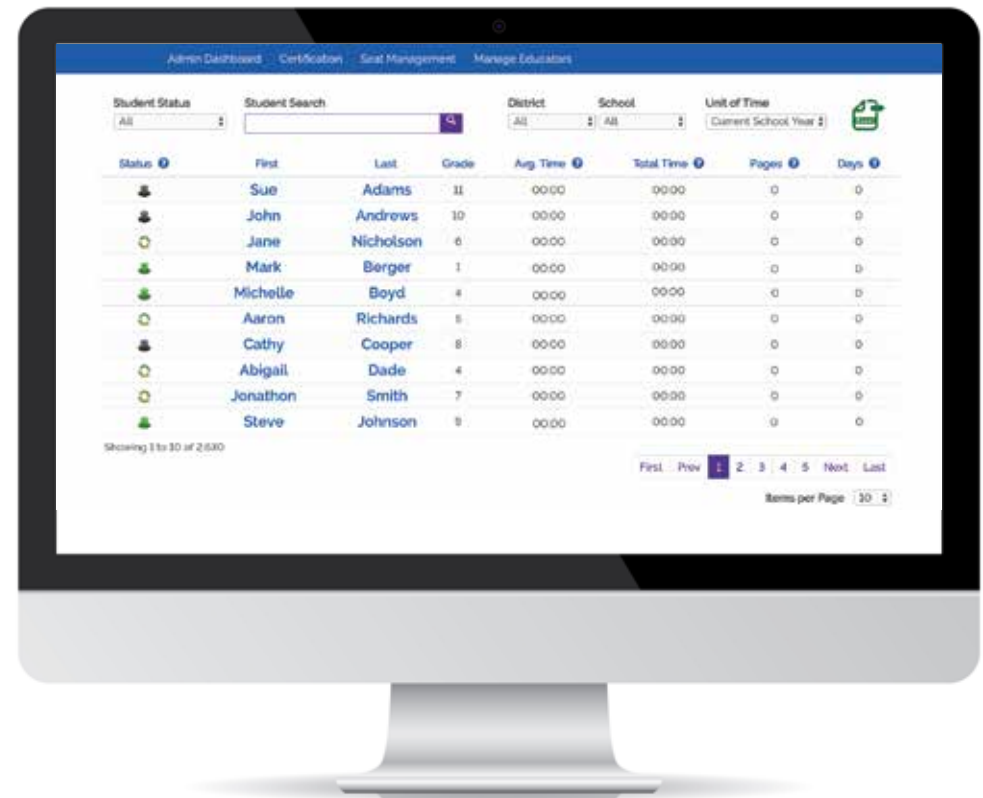 Admin Dashboard Certification Seat Management Manage Educators
Student Status Student Search District School Unit of Time
All All All Current School Year
Status First Last Grade Avg. Time Total Time Pages Days
Sue Adams 11 00:00 00:00 0 0
John Andrews 10 00:00 00:00 0 0
Jane Nicholson 6 00:00 00:00 0 0
Mark Berger 1 00:00 00:00 0 0
Michelle Boyd 4 00:00 00:00 0 0
Aaron Richards 5 00:00 00:00 0 0
Cathy Cooper 8 00:00 00:00 0 0
Abigail Dade 4 00:00 00:00 0 0
Jonathon Smith 7 00:00 00:00 0 0
Steve Johnson 9 00:00 00:00 0 0
Showing 1 to 10 of
First Prev 1 2 3 4 5 Next Last
Items per Page 10